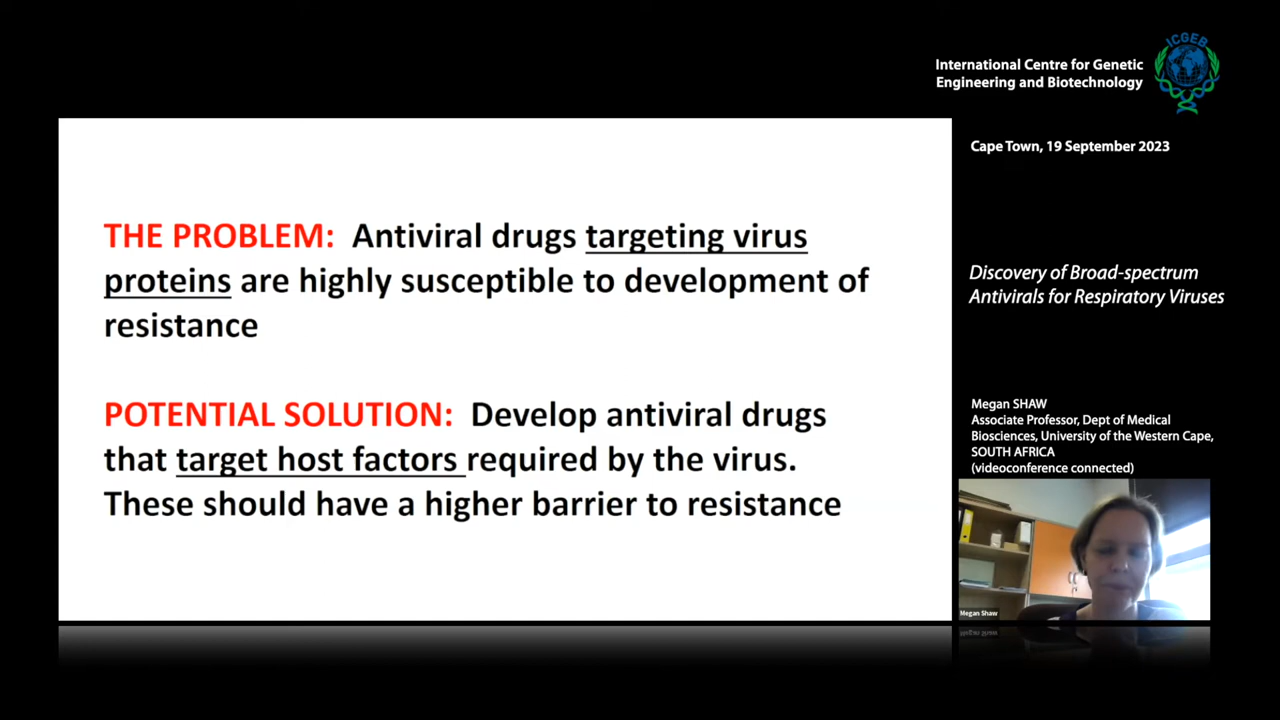 ICGEB
International Centre for Genetic
Engineering and Biotechnology
Cape Town, 19 September 2023
THE PROBLEM: Antiviral drugs targeting virus
proteins are highly susceptible to development of
resistance
POTENTIAL SOLUTION: Develop antiviral drugs
that target host factors required by the virus.
These should have a higher barrier to resistance
Discovery of Broad-spectrum
Antivirals for Respiratory Viruses
Megan SHAW
Associate Professor, Dept of Medical
Biosciences, University of the Western Cape,
SOUTH AFRICA
(videoconference connected)
Megan Shaw